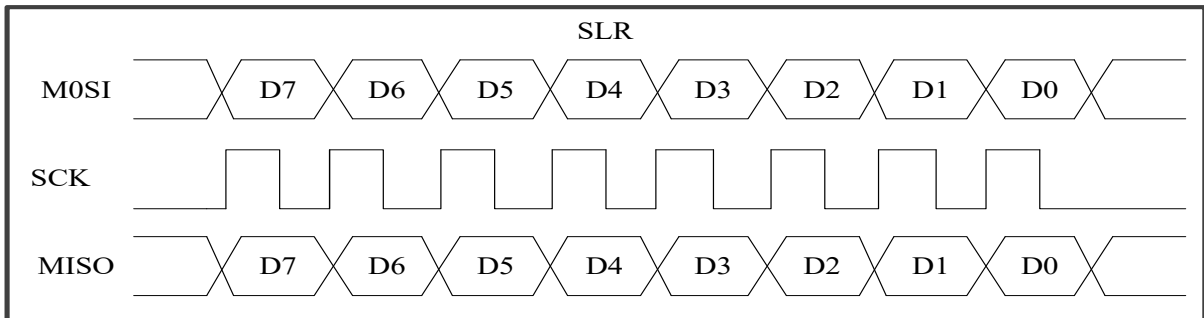 SLR
M0SI D7 D6 D5 D4 D3 D2 D1 D0
SCK
MISO D7 D6 D5 D4 D3 D2 D1 D0